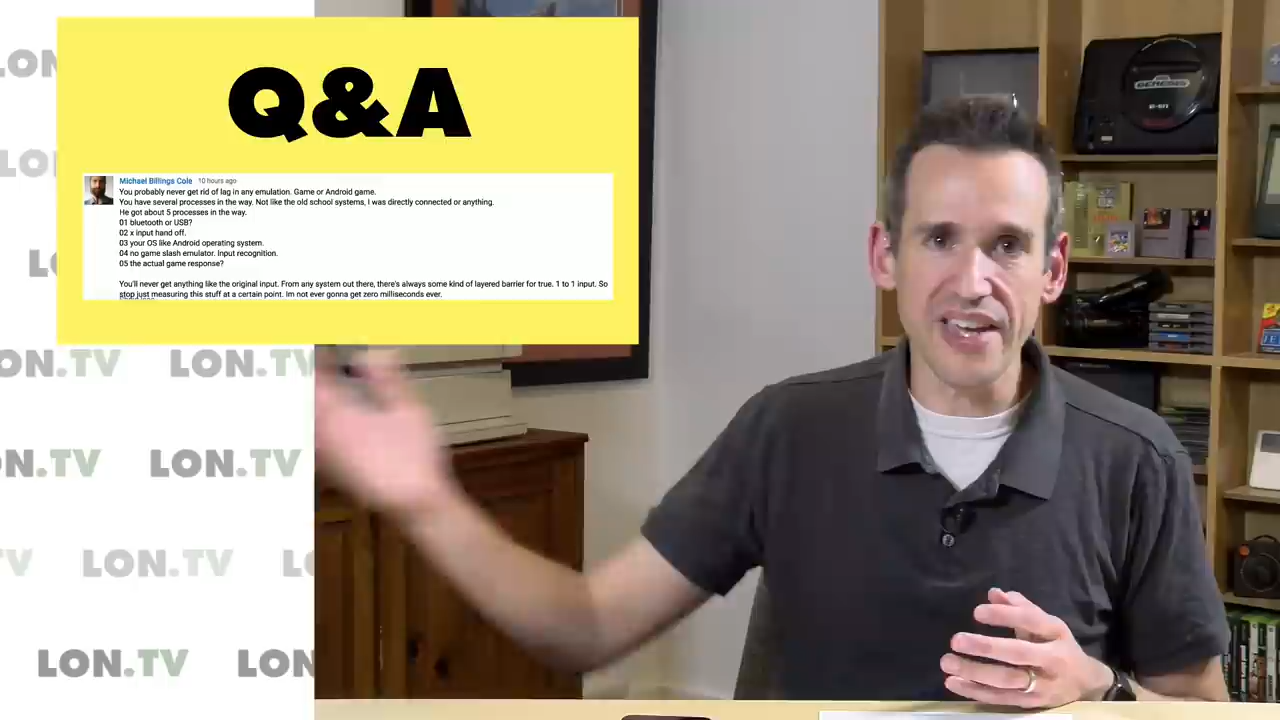 Q&A
Michael Billings Cole 10 hours ago
You probably never get rid of lag in any emulation. Game or Android game.
You have several processes in the way. Not like the old school systems, I was directly connected or anything.
He got about 5 processes in the way.
01 bluetooth or USB?
02 x input hand off.
03 your OS like Android operating system.
04 no game slash emulator. Input recognition.
05 the actual game response?
You'll never get anything like the original input. From any system out there, there's always some kind of layered barrier for true. 1 to 1 input. So
stop just measuring this stuff at a certain point. Im not ever gonna get zero milliseconds ever.
GENESIS
LON
LO
L
ON.TV LON.TV
N.TV LON.TV
TV LON.TV L
LON.TV LON